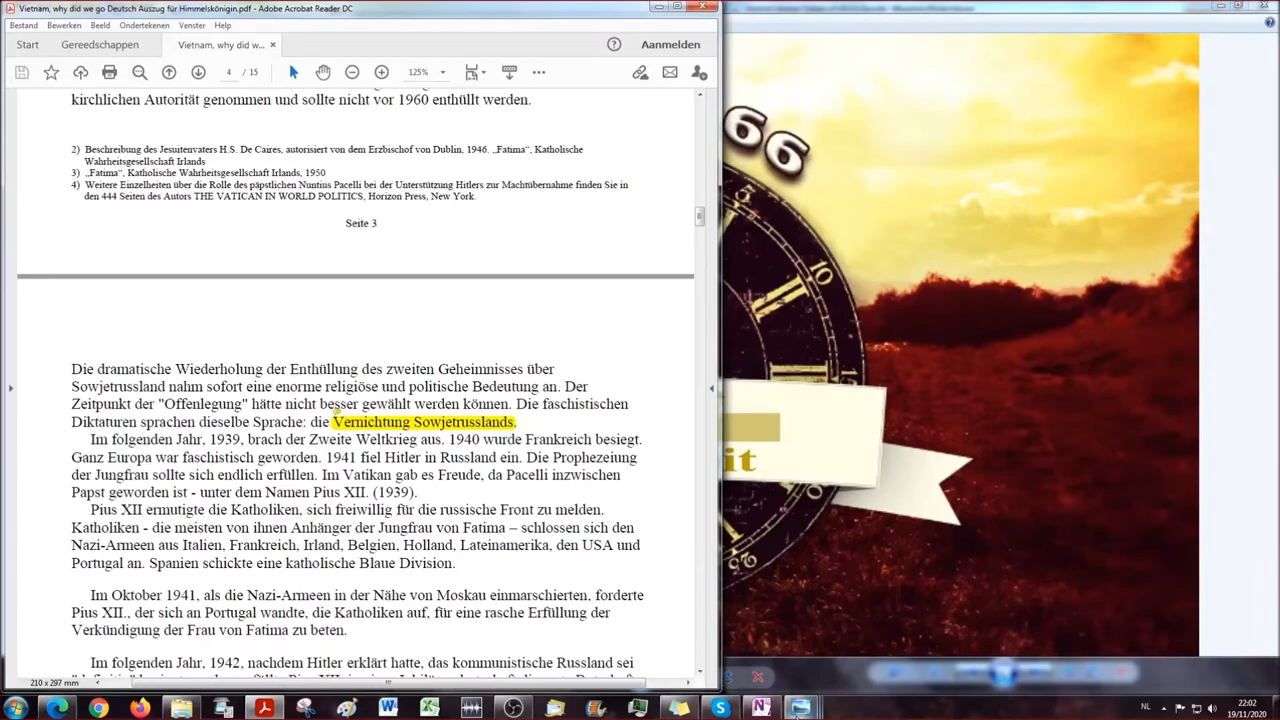 Vietnam, why did we go Deutsch Auszug für Himmelskönigin.pdf - Adobe Acrobat Reader DC
Bestand Bewerken Beeld Ondertekenen Venster Help
Start Gereedschappen Vietnam, why did w... × Anmelden
4 / 15 125%
kirchlichen Autorität genommen und sollte nicht vor 1960 enthüllt werden.
2) Beschreibung des Jesuitenvaters H.S. De Caires, autorisiert von dem Erzbischof von Dublin, 1946. „Fatima“, Katholische
Wahrheitsgesellschaft Irlands
3) „Fatima“, Katholische Wahrheitsgesellschaft Irlands, 1950
4) Weitere Einzelheiten über die Rolle des päpstlichen Nuntius Pacelli bei der Unterstützung Hitlers zur Machtübernahme finden Sie in
den 444 Seiten des Autors THE VATICAN IN WORLD POLITICS, Horizon Press, New York.
Seite 3
Die dramatische Wiederholung der Enthüllung des zweiten Geheimnisses über
Sowjetrussland nahm sofort eine enorme religiöse und politische Bedeutung an. Der
Zeitpunkt der "Offenlegung" hätte nicht besser gewählt werden können. Die faschistischen
Diktaturen sprachen dieselbe Sprache: die Vernichtung Sowjetrusslands.
Im folgenden Jahr, 1939, brach der Zweite Weltkrieg aus. 1940 wurde Frankreich besiegt.
Ganz Europa war faschistisch geworden. 1941 fiel Hitler in Russland ein. Die Prophezeiung
der Jungfrau sollte sich endlich erfüllen. Im Vatikan gab es Freude, da Pacelli inzwischen
Papst geworden ist - unter dem Namen Pius XII. (1939).
Pius XII ermutigte die Katholiken, sich freiwillig für die russische Front zu melden.
Katholiken - die meisten von ihnen Anhänger der Jungfrau von Fatima – schlossen sich den
Nazi-Armeen aus Italien, Frankreich, Irland, Belgien, Holland, Lateinamerika, den USA und
Portugal an. Spanien schickte eine katholische Blaue Division.
Im Oktober 1941, als die Nazi-Armeen in der Nähe von Moskau einmarschierten, forderte
Pius XII., der sich an Portugal wandte, die Katholiken auf, für eine rasche Erfüllung der
Verkündigung der Frau von Fatima zu beten.
Im folgenden Jahr, 1942, nachdem Hitler erklärt hatte, das kommunistische Russland sei
210 x 297 mm
66
5
10
it
NL
22:02
19/11/2020